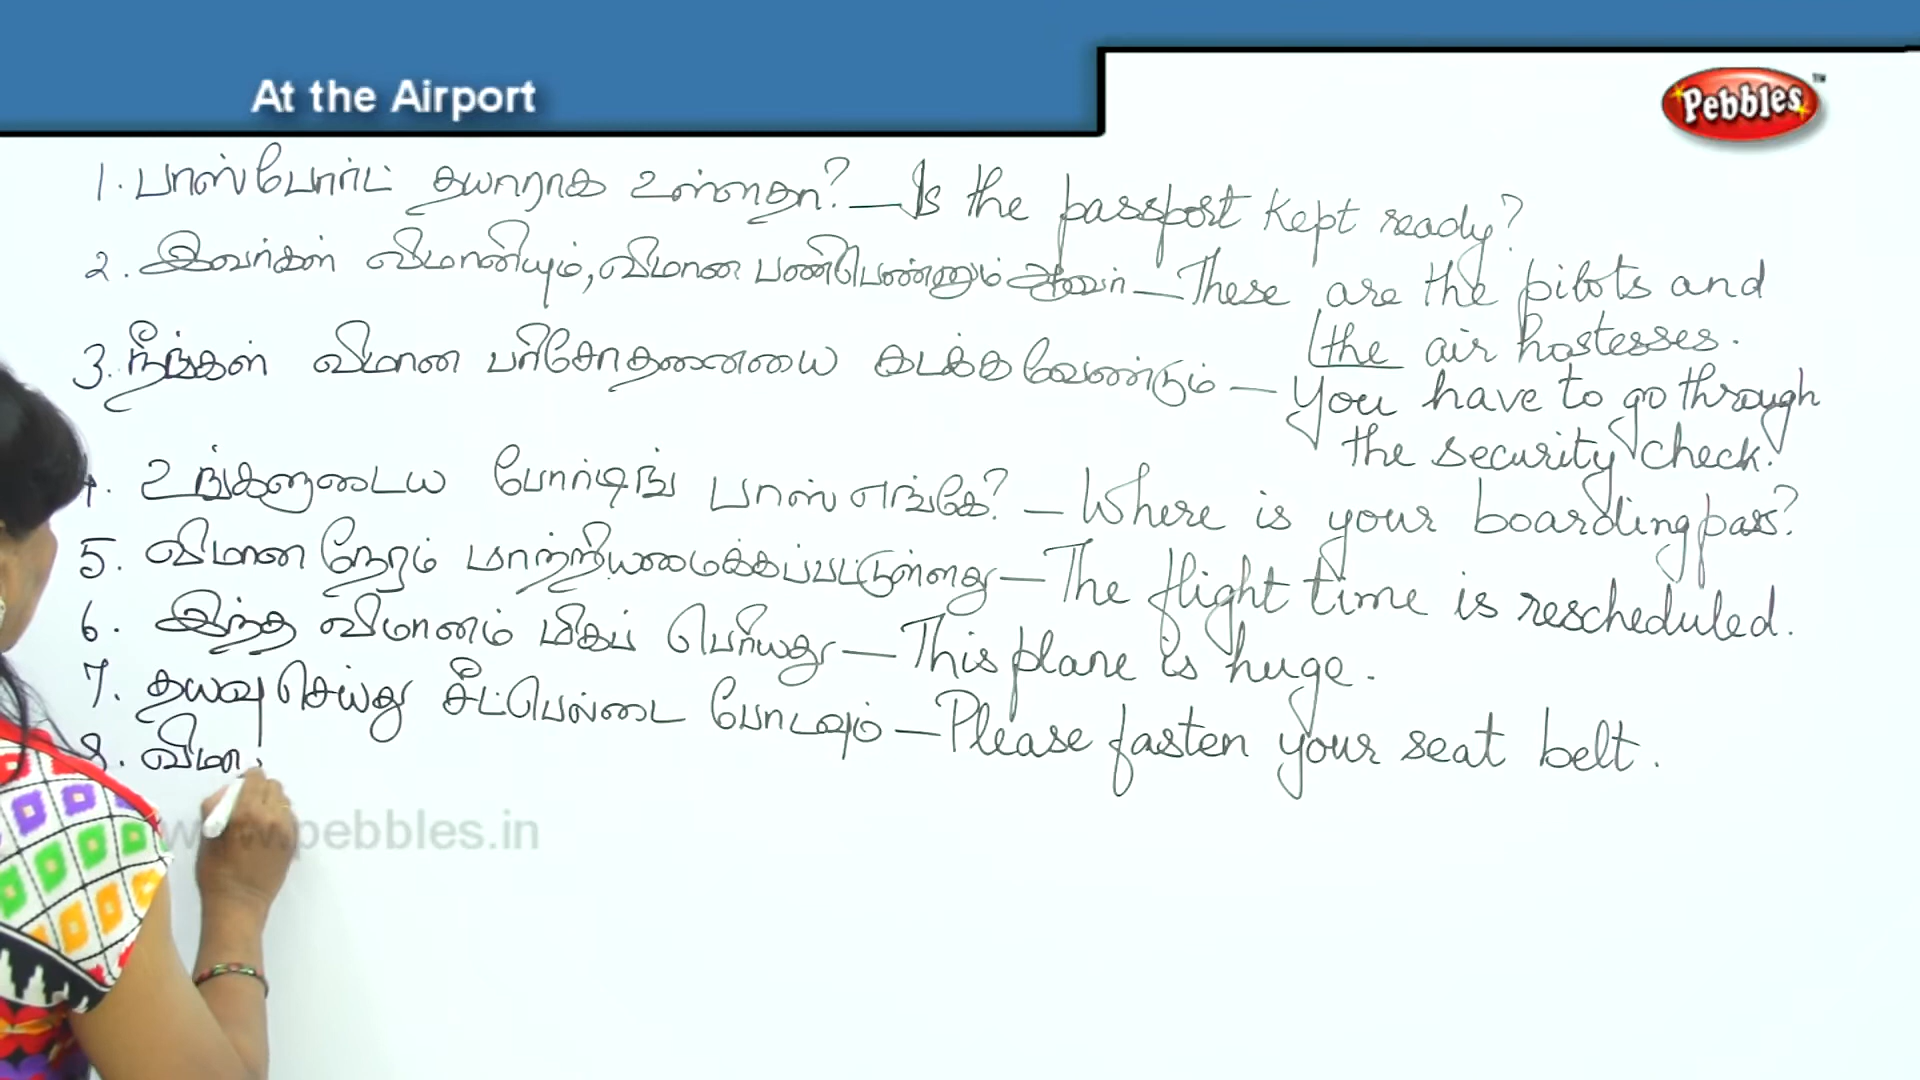 At the Airport
Pebbles™
1. பாஸ்போர்ட் தயாராக உள்ளதா? — Is the passport kept ready?
2. இவர்கள் விமானியும், விமான பணிபெண்ணும் ஆவர் — These are the pilots and
the air hostesses.
3. நீங்கள் விமான பரிசோதனையை கடக்க வேண்டும் — You have to go through
the security check.
4. உங்களுடைய போர்டிங் பாஸ் எங்கே? — Where is your boarding pass?
5. விமான நேரம் மாற்றியமைக்கப்பட்டுள்ளது — The flight time is rescheduled.
6. இந்த விமானம் மிகப் பெரியது — This plane is huge.
7. தயவு செய்து சீட்பெல்டை போடவும் — Please fasten your seat belt.
8. விமா
www.pebbles.in